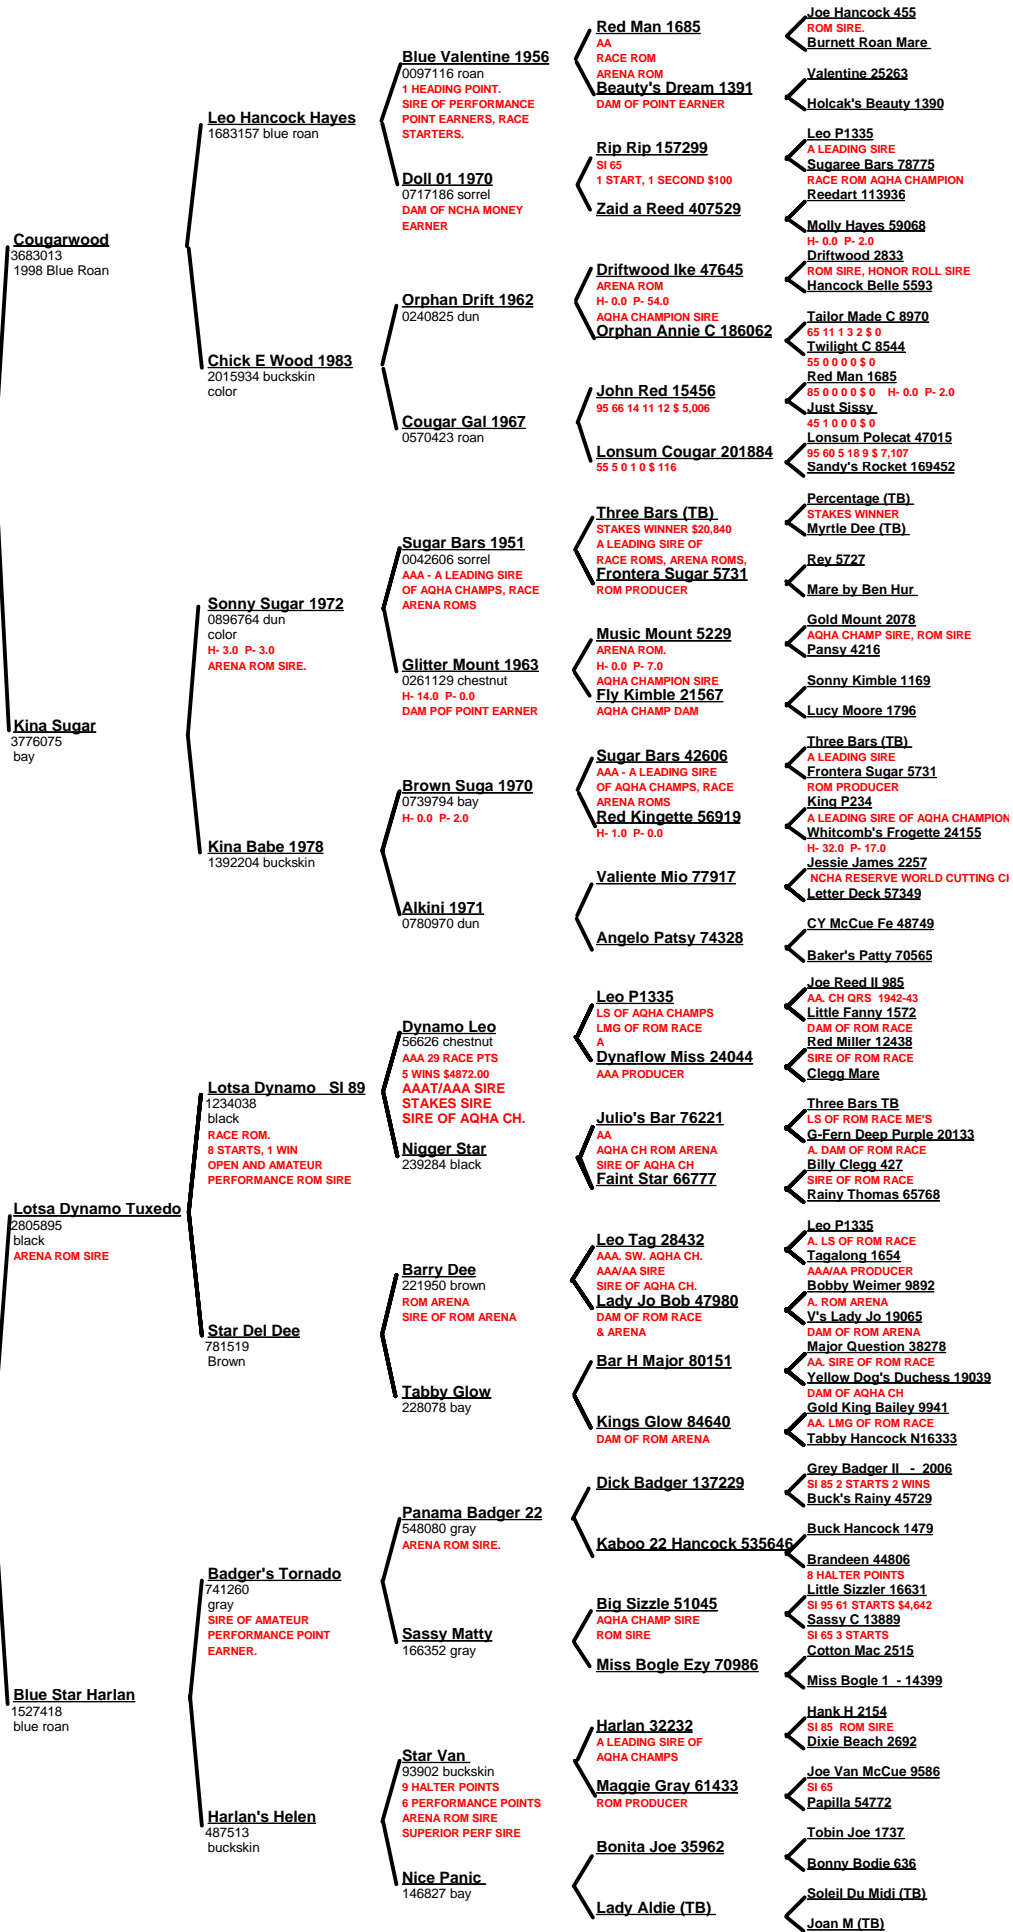 Cougarwood
3683013
1998 Blue Roan
Kina Sugar
3776075
bay
Lotsa Dynamo Tuxedo
2805895
black
ARENA ROM SIRE
Blue Star Harlan
1527418
blue roan
Leo Hancock Hayes
1683157 blue roan
Chick E Wood 1983
2015934 buckskin
color
Sonny Sugar 1972
0896764 dun
color
H- 3.0 P- 3.0
ARENA ROM SIRE.
Kina Babe 1978
1392204 buckskin
Lotsa Dynamo SI 89
1234038
black
RACE ROM.
8 STARTS, 1 WIN
OPEN AND AMATEUR
PERFORMANCE ROM SIRE
Star Del Dee
781519
Brown
Badger's Tornado
741260
gray
SIRE OF AMATEUR
PERFORMANCE POINT
EARNER.
Harlan's Helen
487513
buckskin
Blue Valentine 1956
0097116 roan
1 HEADING POINT.
SIRE OF PERFORMANCE
POINT EARNERS, RACE
STARTERS.
Doll 01 1970
0717186 sorrel
DAM OF NCHA MONEY
EARNER
Orphan Drift 1962
0240825 dun
Cougar Gal 1967
0570423 roan
Sugar Bars 1951
0042606 sorrel
AAA - A LEADING SIRE
OF AQHA CHAMPS, RACE
ARENA ROMS
Glitter Mount 1963
0261129 chestnut
H- 14.0 P- 0.0
DAM POF POINT EARNER
Brown Suga 1970
0739794 bay
H- 0.0 P- 2.0
Alkini 1971
0780970 dun
Dynamo Leo
56626 chestnut
AAA 29 RACE PTS
5 WINS $4872.00
AAAT/AAA SIRE
STAKES SIRE
SIRE OF AQHA CH.
Nigger Star
239284 black
Barry Dee
221950 brown
ROM ARENA
SIRE OF ROM ARENA
Tabby Glow
228078 bay
Panama Badger 22
548080 gray
ARENA ROM SIRE.
Sassy Matty
166352 gray
Star Van
93902 buckskin
9 HALTER POINTS
6 PERFORMANCE POINTS
ARENA ROM SIRE
SUPERIOR PERF SIRE
Nice Panic
146827 bay
Red Man 1685
AA
RACE ROM
ARENA ROM
Beauty's Dream 1391
DAM OF POINT EARNER
Rip Rip 157299
SI 65
1 START, 1 SECOND $100
Zaid a Reed 407529
Driftwood Ike 47645
ARENA ROM
H- 0.0 P- 54.0
AQHA CHAMPION SIRE
Orphan Annie C 186062
John Red 15456
95 66 14 11 12 $ 5,006
Lonsum Cougar 201884
55 5 0 1 0 $ 116
Three Bars (TB)
STAKES WINNER $20,840
A LEADING SIRE OF
RACE ROMS, ARENA ROMS,
Frontera Sugar 5731
ROM PRODUCER
Music Mount 5229
ARENA ROM.
H- 0.0 P- 7.0
AQHA CHAMPION SIRE
Fly Kimble 21567
AQHA CHAMP DAM
Sugar Bars 42606
AAA - A LEADING SIRE
OF AQHA CHAMPS, RACE
ARENA ROMS
Red Kingette 56919
H- 1.0 P- 0.0
Valiente Mio 77917
Angelo Patsy 74328
Leo P1335
LS OF AQHA CHAMPS
LMG OF ROM RACE
A
Dynaflow Miss 24044
AAA PRODUCER
Julio's Bar 76221
AA
AQHA CH ROM ARENA
SIRE OF AQHA CH
Faint Star 66777
Leo Tag 28432
AAA. SW. AQHA CH.
AAA/AA SIRE
SIRE OF AQHA CH.
Lady Jo Bob 47980
DAM OF ROM RACE
& ARENA
Bar H Major 80151
Kings Glow 84640
DAM OF ROM ARENA
Dick Badger 137229
Kaboo 22 Hancock 535646
Big Sizzle 51045
AQHA CHAMP SIRE
ROM SIRE
Miss Bogle Ezy 70986
Harlan 32232
A LEADING SIRE OF
AQHA CHAMPS
Maggie Gray 61433
ROM PRODUCER
Bonita Joe 35962
Lady Aldie (TB)
Joe Hancock 455
ROM SIRE.
Burnett Roan Mare
Valentine 25263
Holcak's Beauty 1390
Leo P1335
A LEADING SIRE
Sugaree Bars 78775
RACE ROM AQHA CHAMPION
Reedart 113936
Molly Hayes 59068
H- 0.0 P- 2.0
Driftwood 2833
ROM SIRE, HONOR ROLL SIRE
Hancock Belle 5593
Tailor Made C 8970
65 11 1 3 2 $ 0
Twilight C 8544
55 0 0 0 0 $ 0
Red Man 1685
85 0 0 0 0 $ 0 H- 0.0 P- 2.0
Just Sissy
45 1 0 0 0 $ 0
Lonsum Polecat 47015
95 60 5 18 9 $ 7,107
Sandy's Rocket 169452
Percentage (TB)
STAKES WINNER
Myrtle Dee (TB)
Rey 5727
Mare by Ben Hur
Gold Mount 2078
AQHA CHAMP SIRE, ROM SIRE
Pansy 4216
Sonny Kimble 1169
Lucy Moore 1796
Three Bars (TB)
A LEADING SIRE
Frontera Sugar 5731
ROM PRODUCER
King P234
A LEADING SIRE OF AQHA CHAMPION
Whitcomb's Frogette 24155
H- 32.0 P- 17.0
Jessie James 2257
NCHA RESERVE WORLD CUTTING CH
Letter Deck 57349
CY McCue Fe 48749
Baker's Patty 70565
Joe Reed II 985
AA. CH QRS 1942-43
Little Fanny 1572
DAM OF ROM RACE
Red Miller 12438
SIRE OF ROM RACE
Clegg Mare
Three Bars TB
LS OF ROM RACE ME'S
G-Fern Deep Purple 20133
A. DAM OF ROM RACE
Billy Clegg 427
SIRE OF ROM RACE
Rainy Thomas 65768
Leo P1335
A. LS OF ROM RACE
Tagalong 1654
AAA/AA PRODUCER
Bobby Weimer 9892
A. ROM ARENA
V's Lady Jo 19065
DAM OF ROM ARENA
Major Question 38278
AA. SIRE OF ROM RACE
Yellow Dog's Duchess 19039
DAM OF AQHA CH
Gold King Bailey 9941
AA. LMG OF ROM RACE
Tabby Hancock N16333
Grey Badger II - 2006
SI 85 2 STARTS 2 WINS
Buck's Rainy 45729
Buck Hancock 1479
Brandeen 44806
8 HALTER POINTS
Little Sizzler 16631
SI 95 61 STARTS $4,642
Sassy C 13889
SI 65 3 STARTS
Cotton Mac 2515
Miss Bogle 1 - 14399
Hank H 2154
SI 85 ROM SIRE
Dixie Beach 2692
Joe Van McCue 9586
SI 65
Papilla 54772
Tobin Joe 1737
Bonny Bodie 636
Soleil Du Midi (TB)
Joan M (TB)